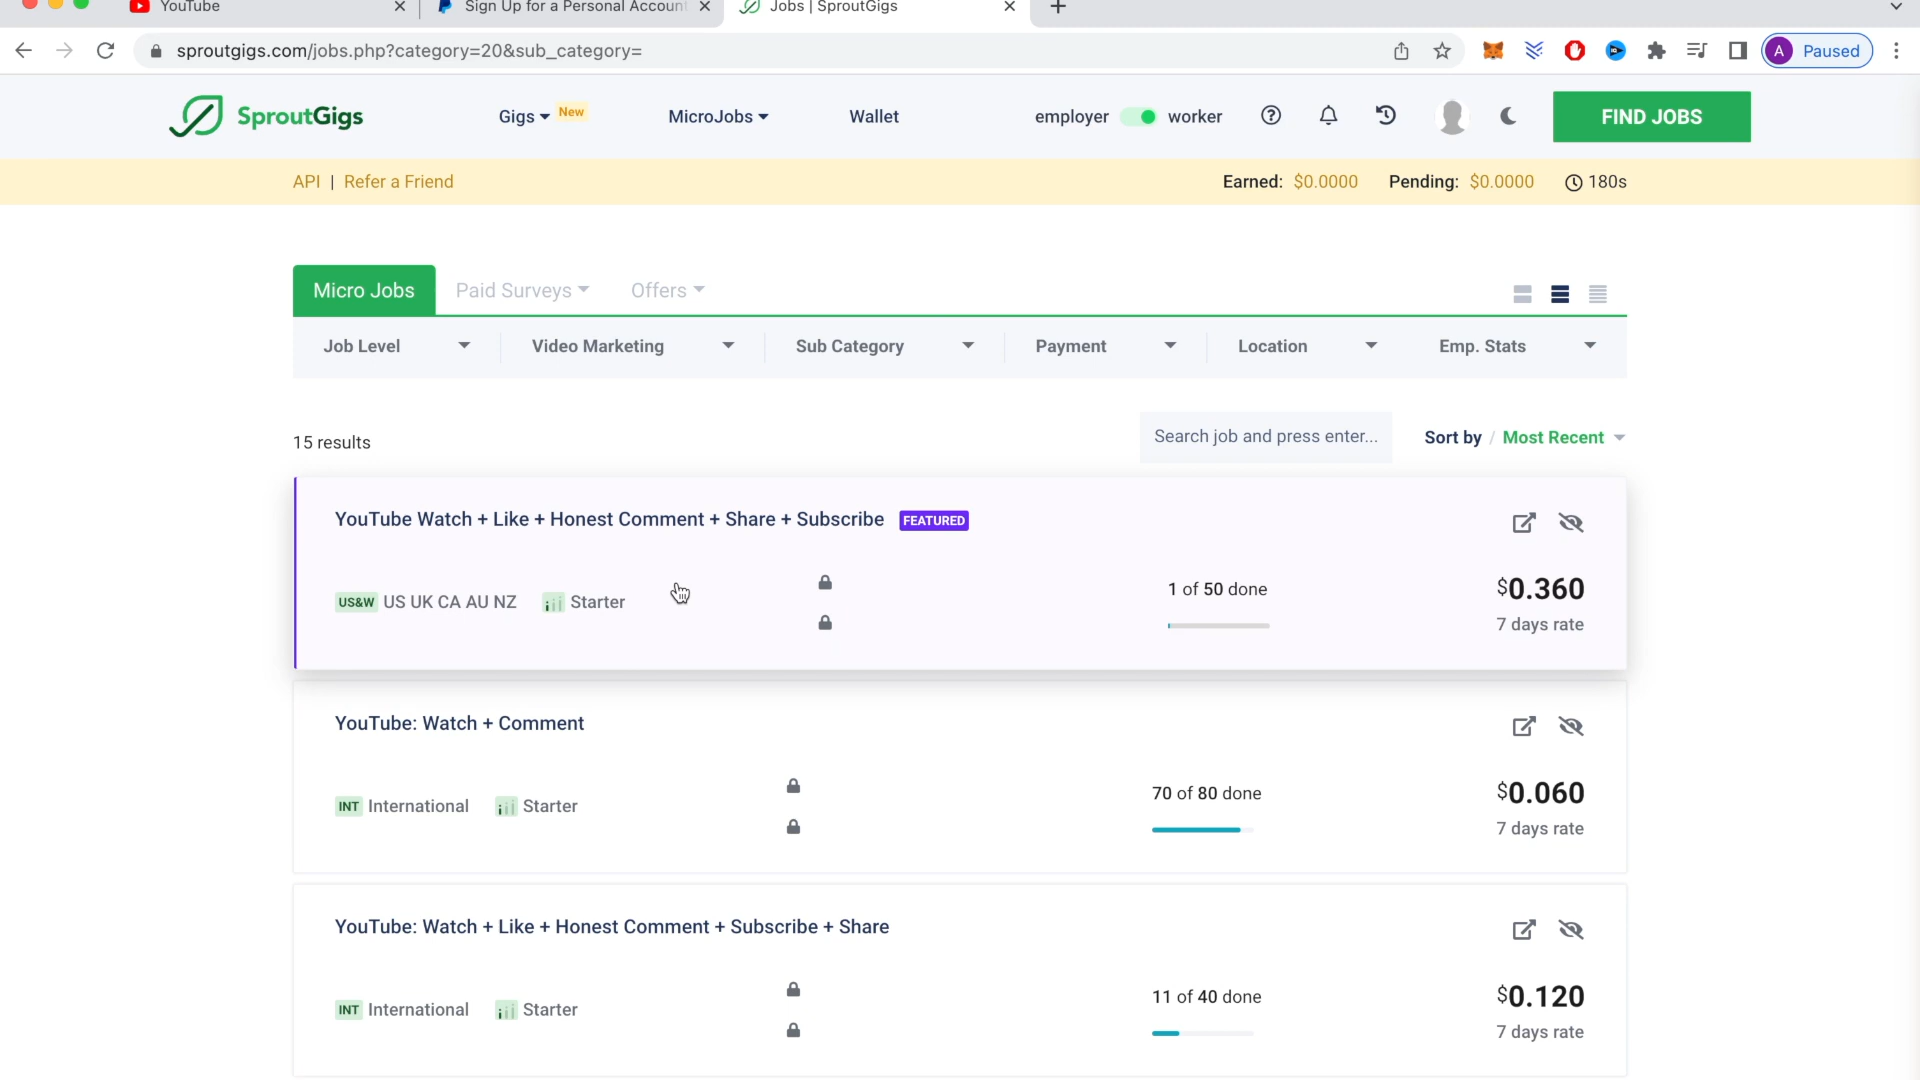 YouTube
Sign Up for a Personal Accoun
Jobs | SproutGigs
sproutgigs.com/jobs.php?category=20&sub_category=
A Paused
SproutGigs
Gigs New
MicroJobs
Wallet
employer worker
FIND JOBS
API | Refer a Friend
Earned: $0.0000 Pending: $0.0000 180s
Micro Jobs
Paid Surveys
Offers
Job Level
Video Marketing
Sub Category
Payment
Location
Emp. Stats
15 results
Search job and press enter...
Sort by / Most Recent
YouTube Watch + Like + Honest Comment + Share + Subscribe FEATURED
US&W US UK CA AU NZ Starter
1 of 50 done
$0.360
7 days rate
YouTube: Watch + Comment
INT International Starter
70 of 80 done
$0.060
7 days rate
YouTube: Watch + Like + Honest Comment + Subscribe + Share
INT International Starter
11 of 40 done
$0.120
7 days rate